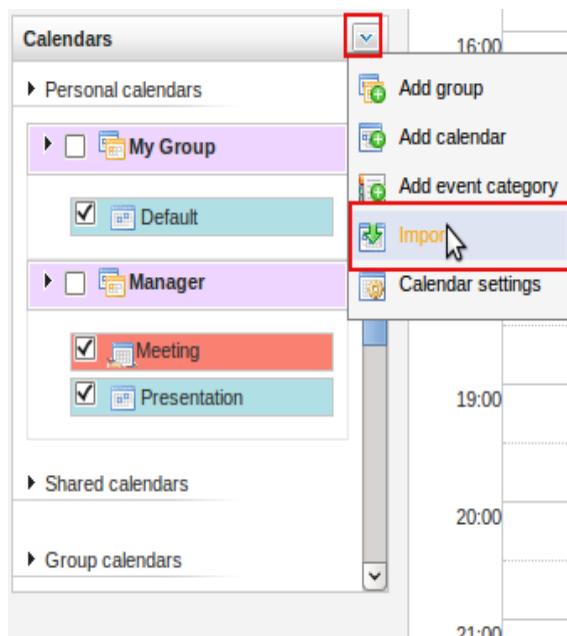 Calendars
16:00
Personal calendars
Add group
Add calendar
My Group
Add event category
Default
Import
Manager
Calendar settings
Meeting
Presentation
19:00
Shared calendars
20:00
Group calendars
21:00